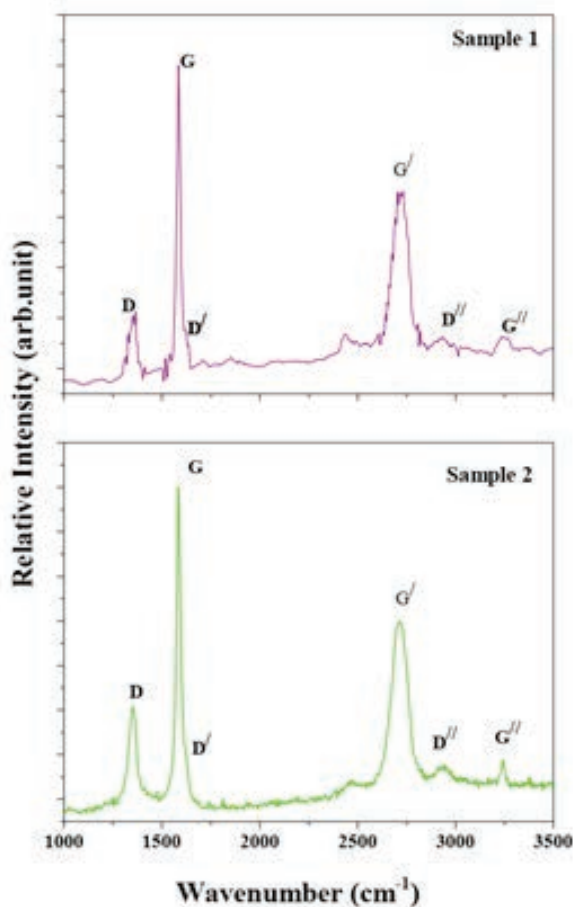 Sample 1
G
G/
D
D/
D//
G//
Relative Intensity (arb.unit)
Sample 2
G
G/
D
D/
D//
G//
1000 1500 2000 2500 3000 3500
Wavenumber (cm-1)